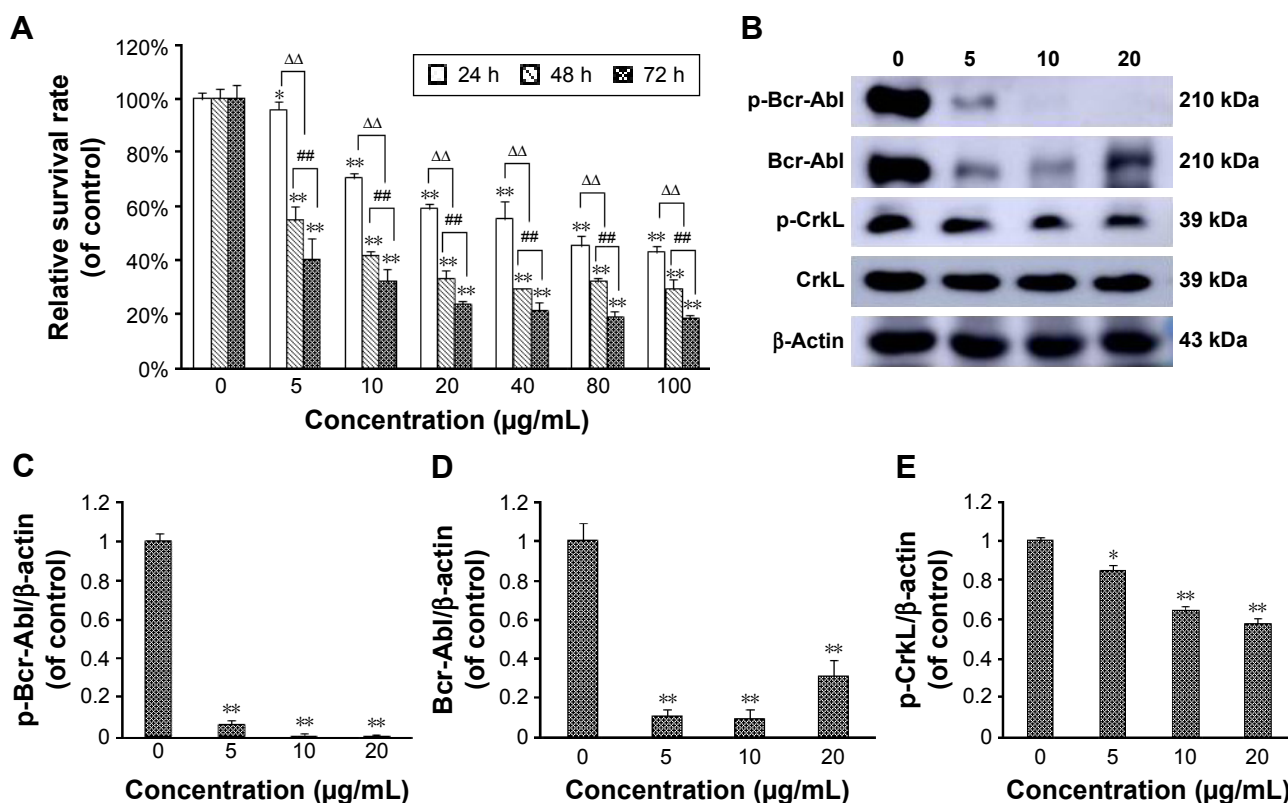 A
120%
100%
80%
60%
40%
20%
0%
Relative survival rate
(of control)
24 h 48 h 72 h
* ** ** ** ** **
** ** ** ** ** **
** ** ** ** ** **
ΔΔ ΔΔ ΔΔ ΔΔ ΔΔ ΔΔ
## ## ## ## ## ##
0 5 10 20 40 80 100
Concentration (µg/mL)
B
0 5 10 20
p-Bcr-Abl 210 kDa
Bcr-Abl 210 kDa
p-CrkL 39 kDa
CrkL 39 kDa
β-Actin 43 kDa
C
1.2
1
0.8
0.6
0.4
0.2
0
p-Bcr-Abl/β-actin
(of control)
** ** **
0 5 10 20
Concentration (µg/mL)
D
1.2
1
0.8
0.6
0.4
0.2
0
Bcr-Abl/β-actin
(of control)
** ** **
0 5 10 20
Concentration (µg/mL)
E
1.2
1
0.8
0.6
0.4
0.2
0
p-CrkL/β-actin
(of control)
* ** **
0 5 10 20
Concentration (µg/mL)